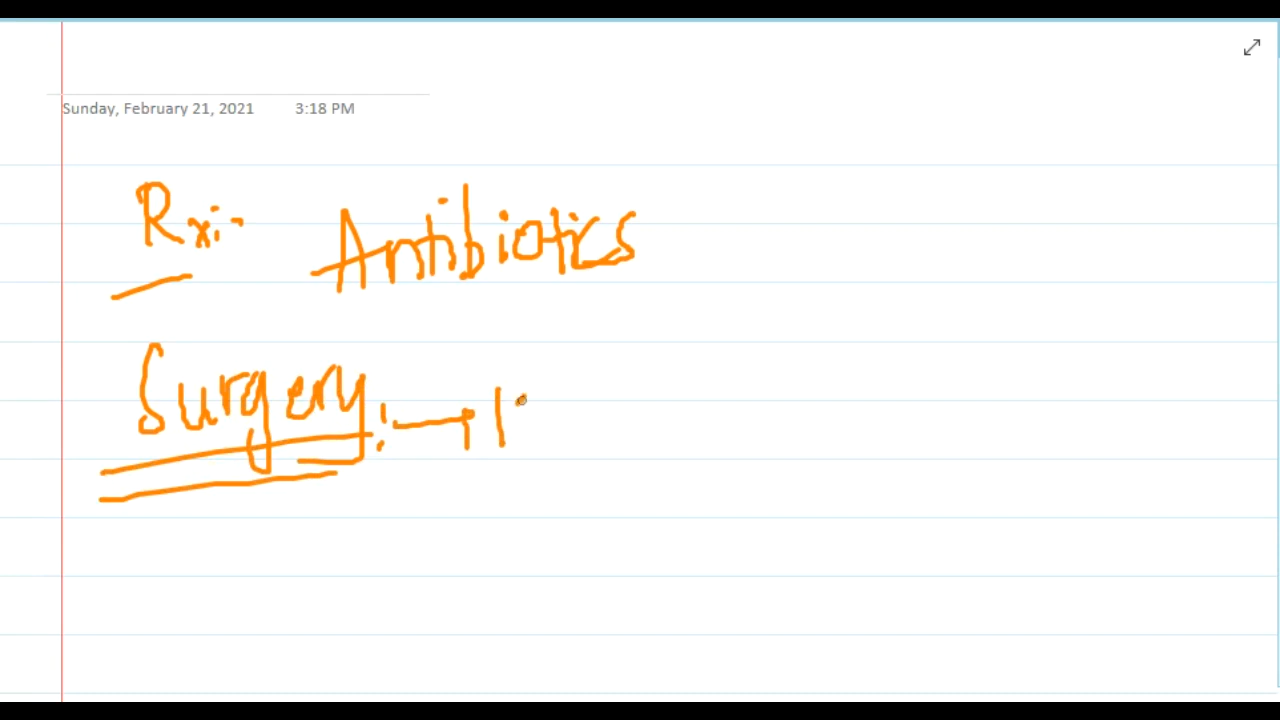 Sunday, February 21, 2021 3:18 PM
Rx:- Antibiotics
Surgery: →